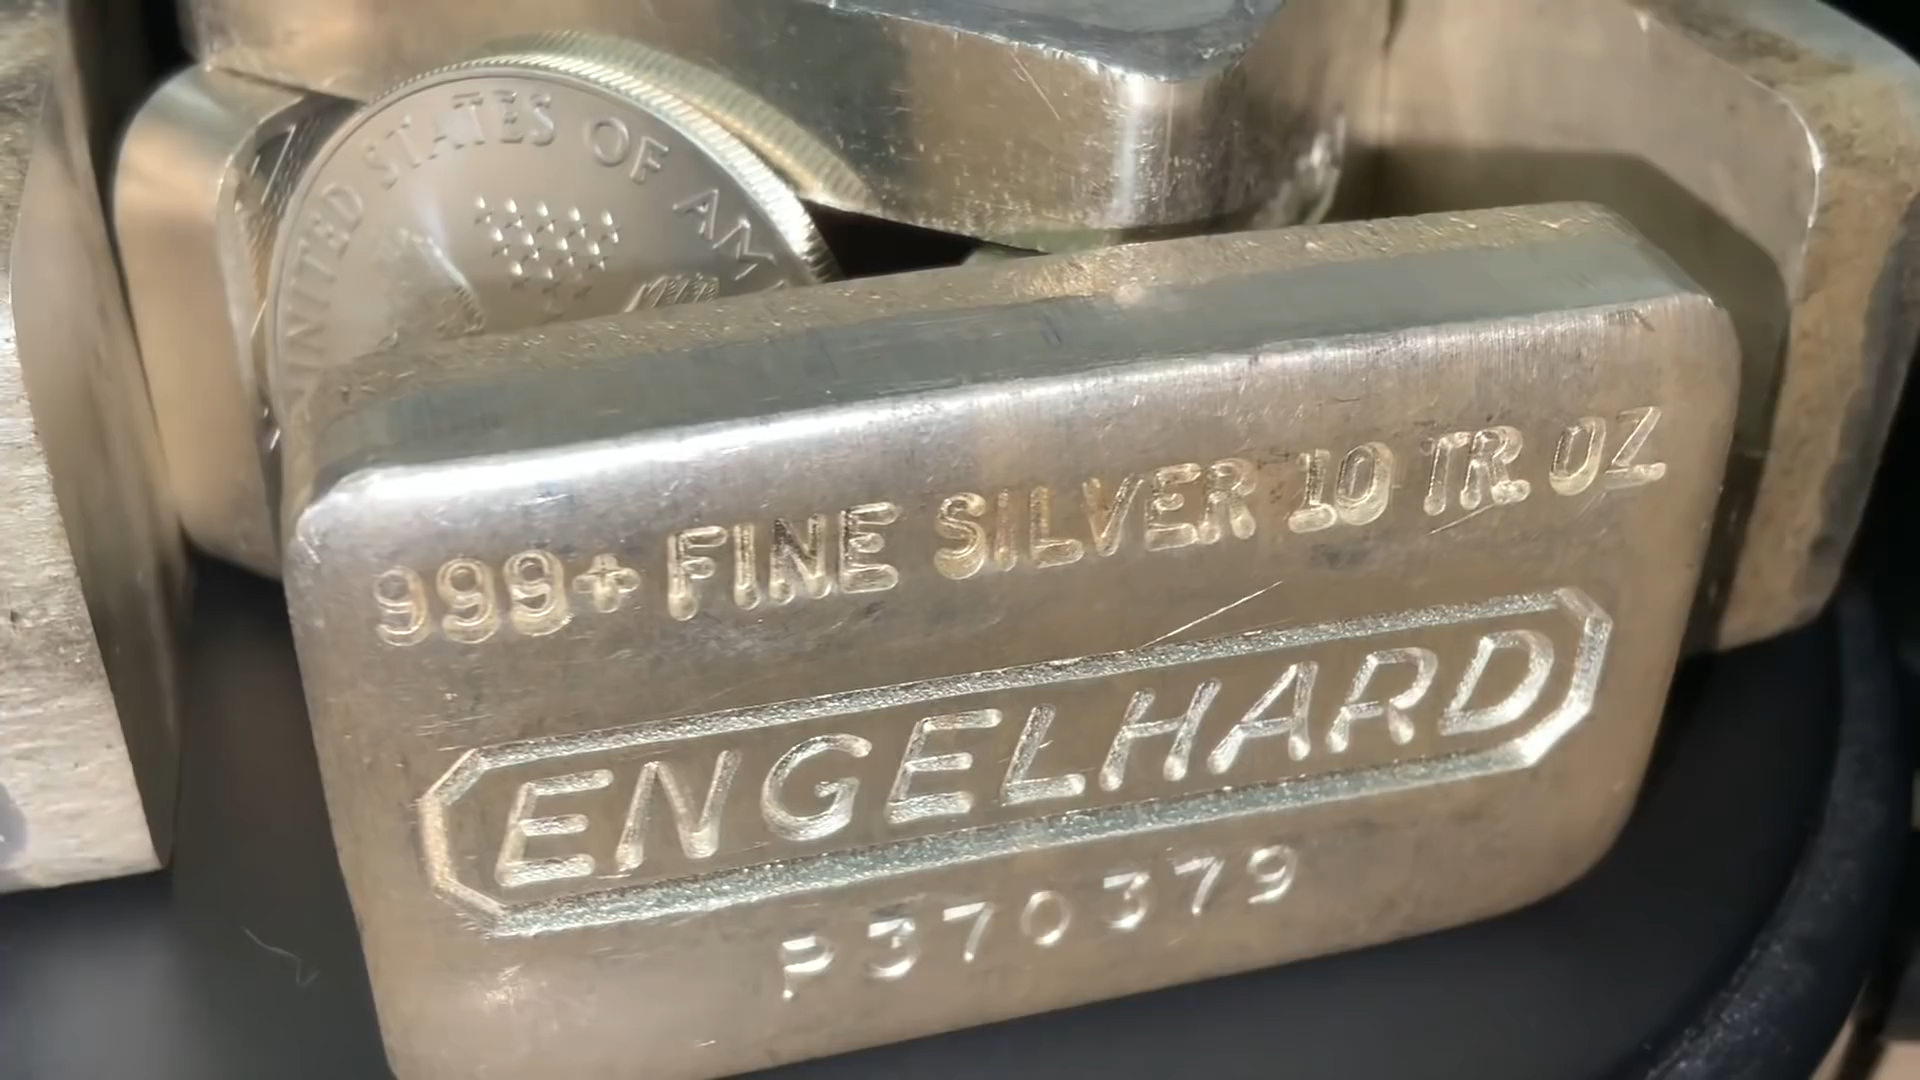 UNITED STATES OF AM
999+ FINE SILVER 10 TR. OZ
ENGELHARD
P370379